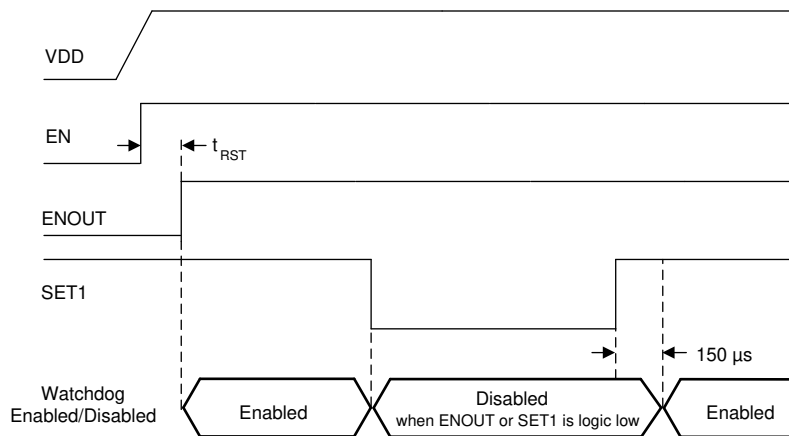 VDD
EN
t RST
ENOUT
SET1
150 µs
Watchdog
Enabled/Disabled
Enabled
Disabled
when ENOUT or SET1 is logic low
Enabled